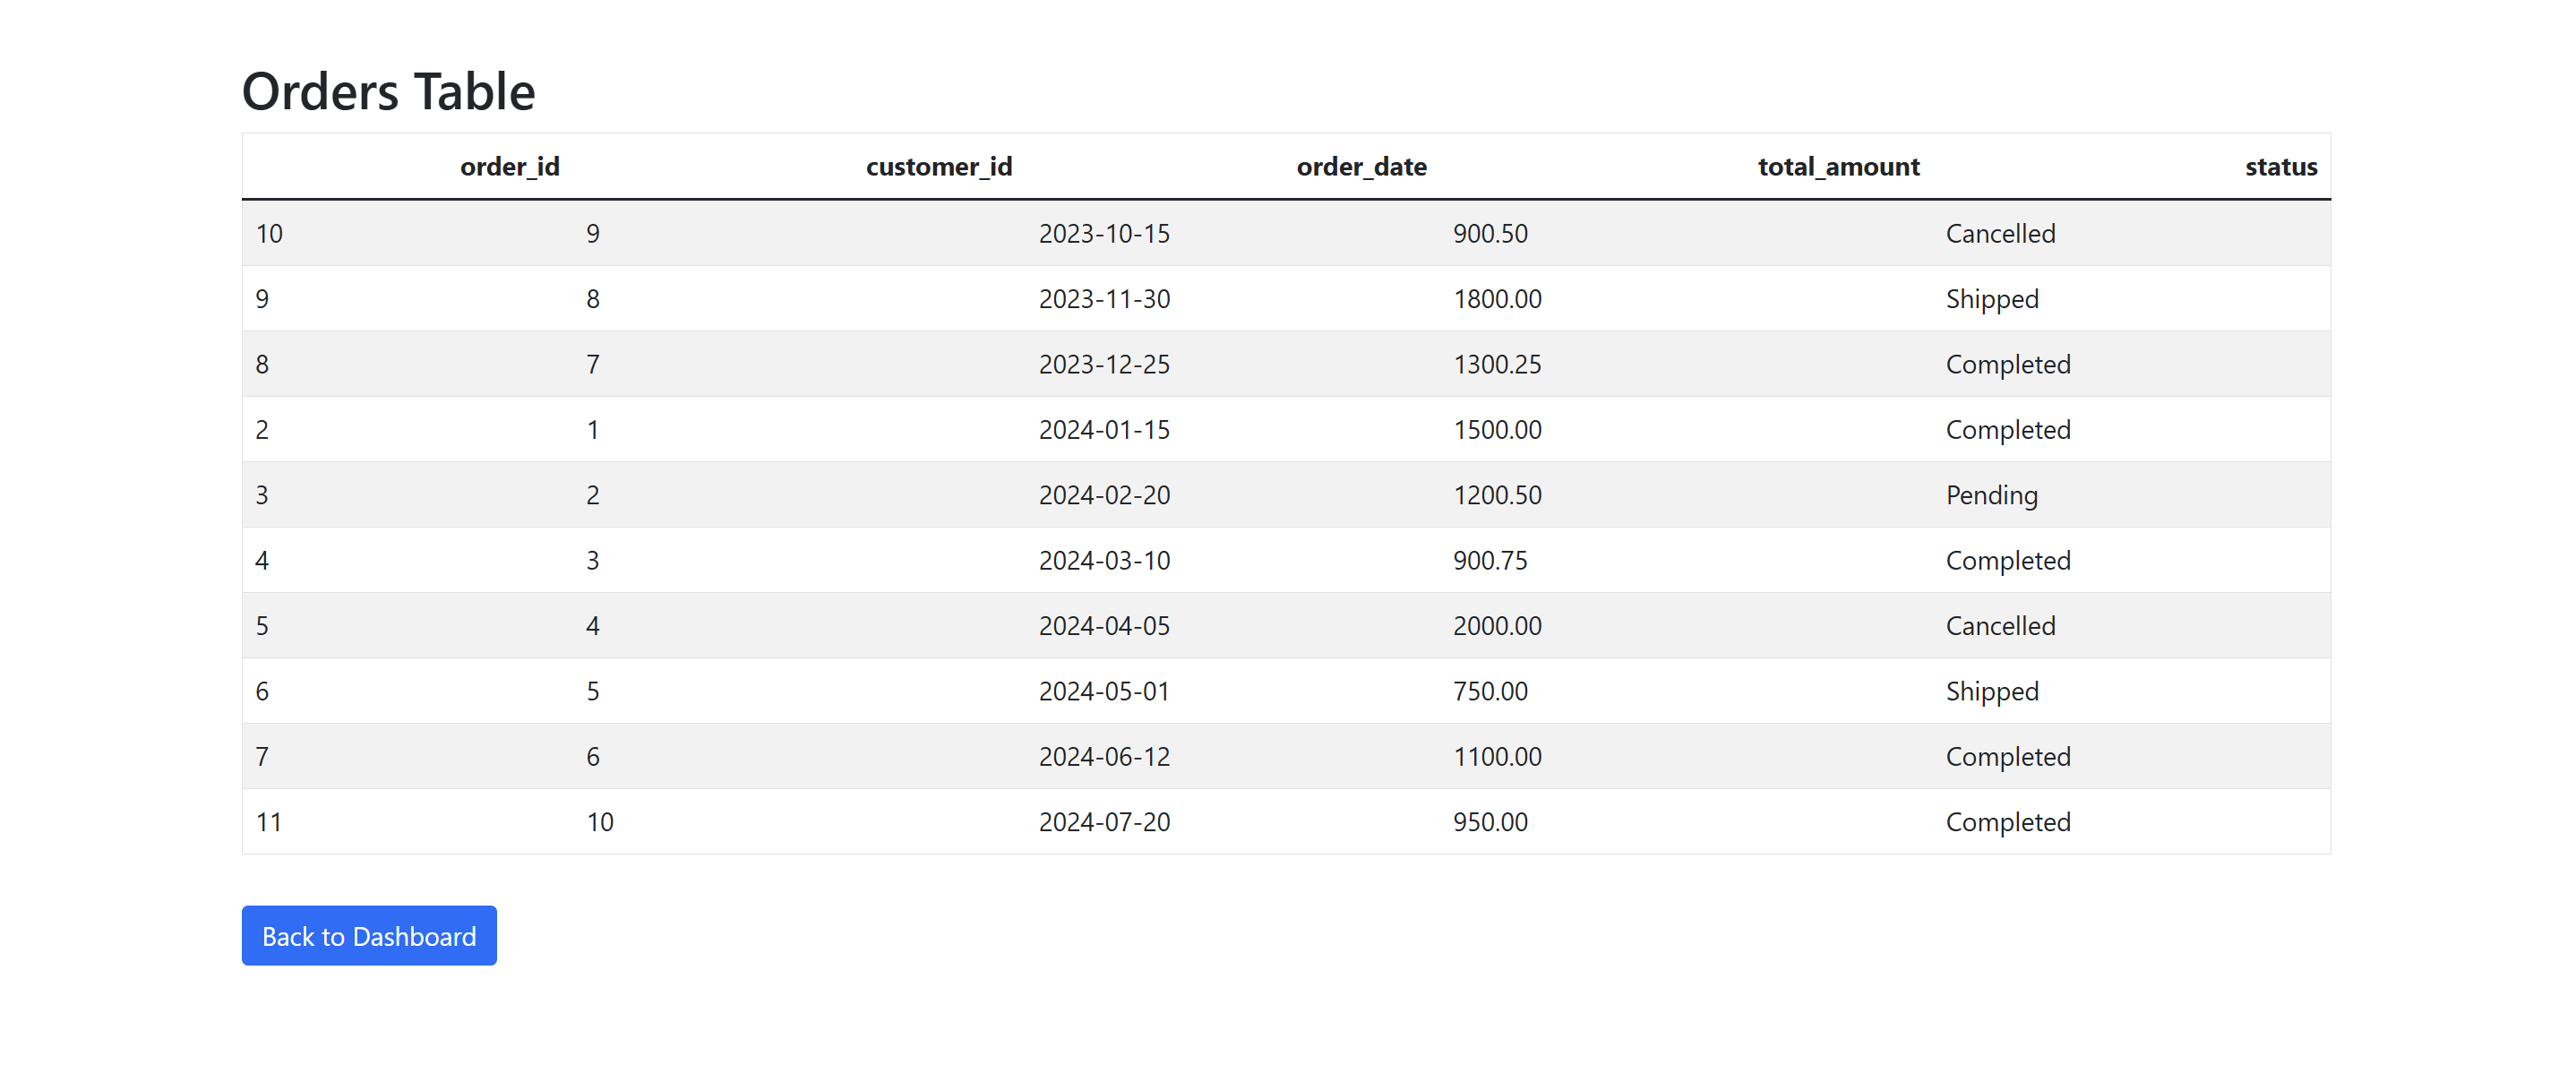 Orders Table
order_id customer_id order_date total_amount status
10 9 2023-10-15 900.50 Cancelled
9 8 2023-11-30 1800.00 Shipped
8 7 2023-12-25 1300.25 Completed
2 1 2024-01-15 1500.00 Completed
3 2 2024-02-20 1200.50 Pending
4 3 2024-03-10 900.75 Completed
5 4 2024-04-05 2000.00 Cancelled
6 5 2024-05-01 750.00 Shipped
7 6 2024-06-12 1100.00 Completed
11 10 2024-07-20 950.00 Completed
Back to Dashboard